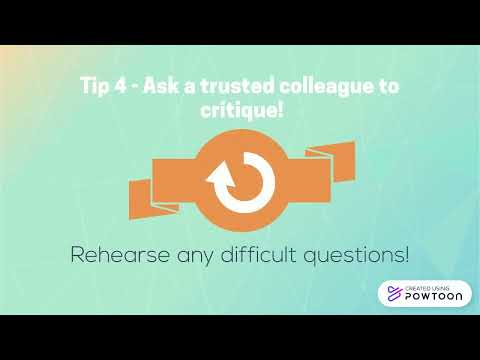 Tip 4 - Ask a trusted colleague to
critique!
Rehearse any difficult questions!
CREATED USING
POWTOON